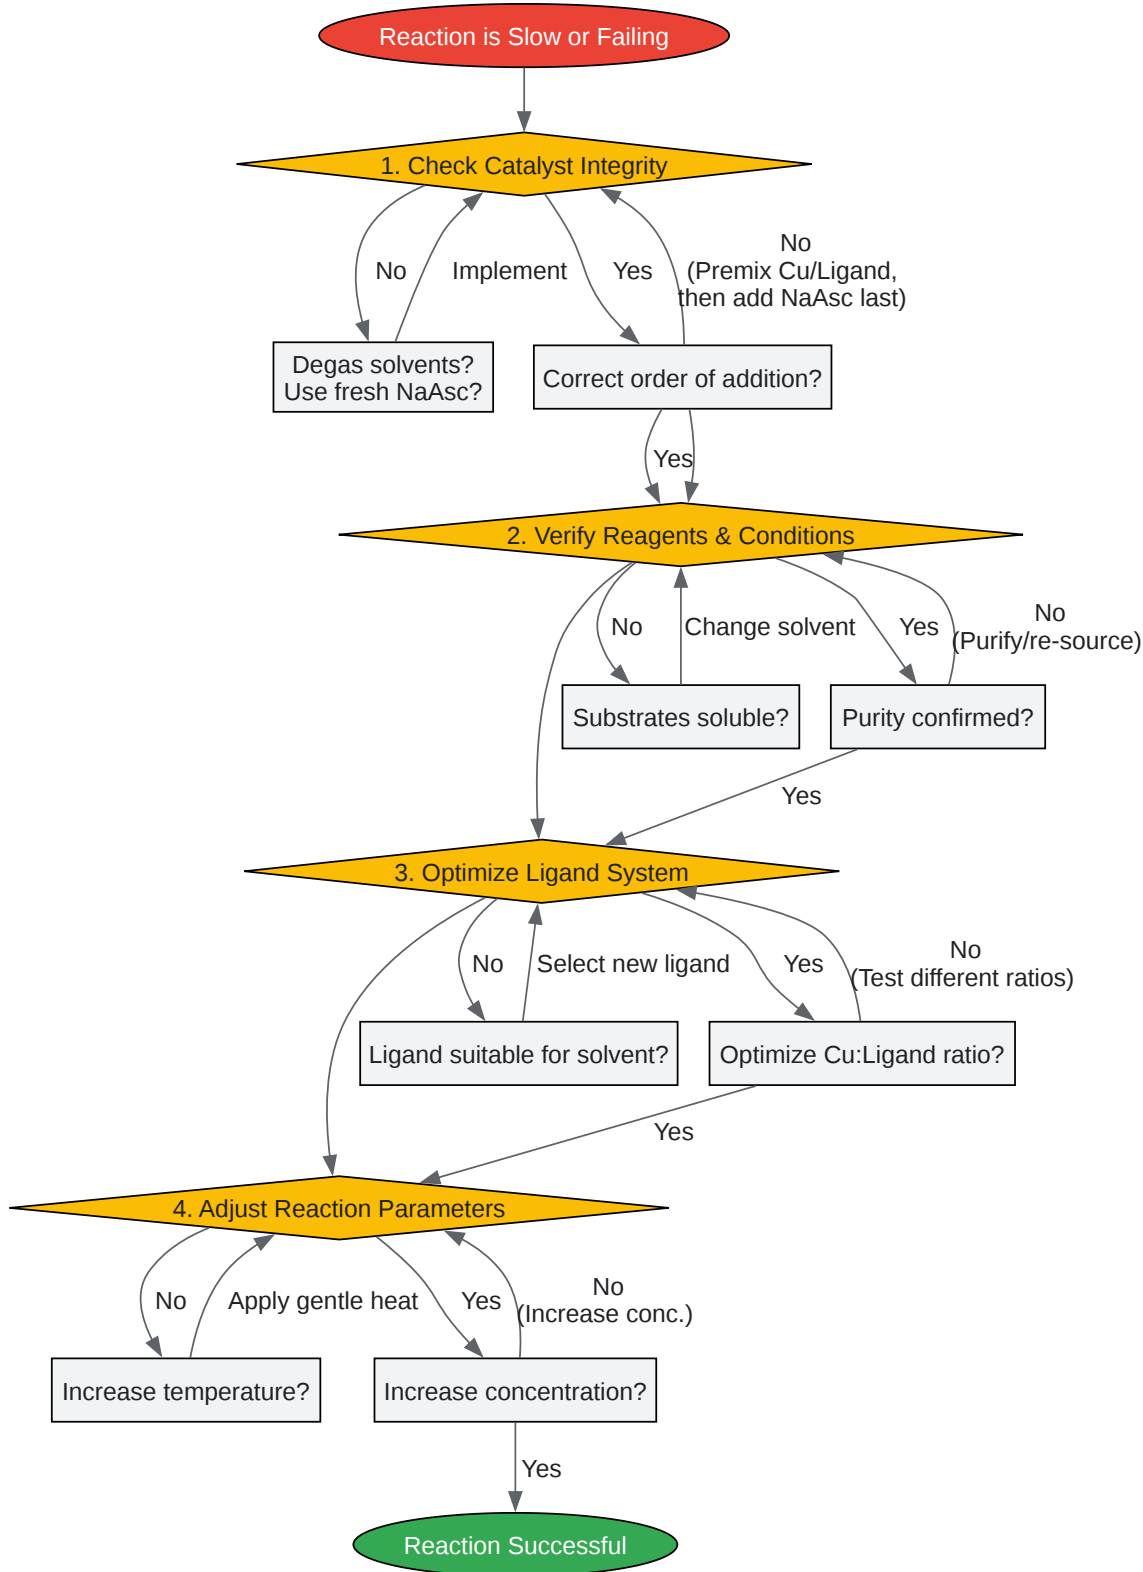 Reaction is Slow or Failing
1. Check Catalyst Integrity
No
Implement
Yes
No
(Premix Cu/Ligand,
then add NaAsc last)
Degas solvents?
Use fresh NaAsc?
Correct order of addition?
Yes
2. Verify Reagents & Conditions
No
Change solvent
Yes
No
(Purify/re-source)
Substrates soluble?
Purity confirmed?
Yes
3. Optimize Ligand System
No
Select new ligand
Yes
No
(Test different ratios)
Ligand suitable for solvent?
Optimize Cu:Ligand ratio?
Yes
4. Adjust Reaction Parameters
No
Apply gentle heat
Yes
No
(Increase conc.)
Increase temperature?
Increase concentration?
Yes
Reaction Successful